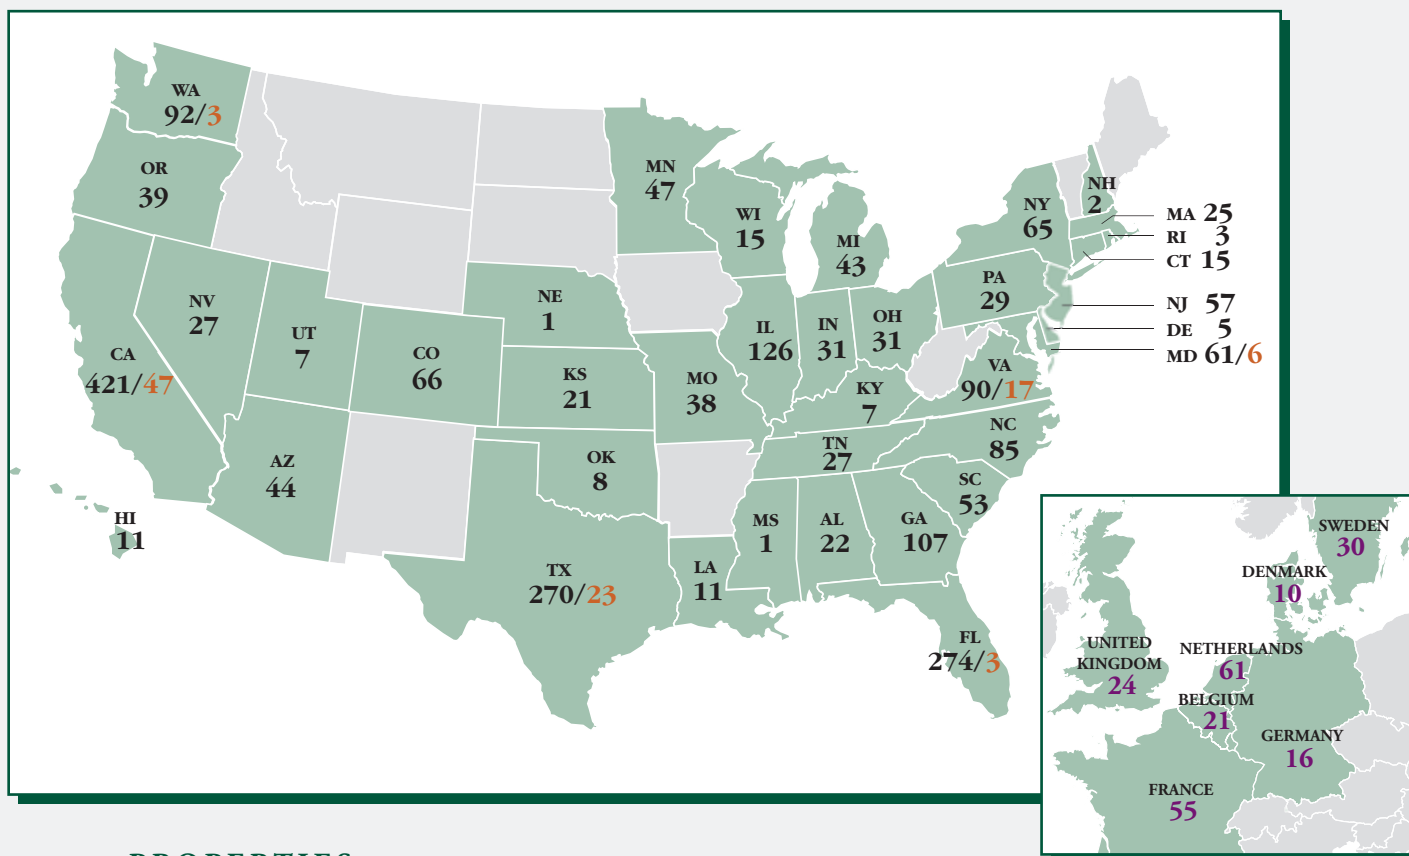 WA
92/3
OR
39
CA
421/47
NV
27
UT
7
AZ
44
HI
11
CO
66
NE
1
KS
21
OK
8
TX
270/23
MN
47
WI
15
MI
43
IL
126
IN
31
OH
31
MO
38
KY
7
TN
27
MS
1
AL
22
GA
107
LA
11
FL
274/3
SC
53
NC
85
VA
90/17
PA
29
NY
65
NH
2
MA 25
RI 3
CT 15
NJ 57
DE 5
MD 61/6
SWEDEN
30
DENMARK
10
UNITED
KINGDOM
24
NETHERLANDS
61
BELGIUM
21
GERMANY
16
FRANCE
55
PROPERTIES